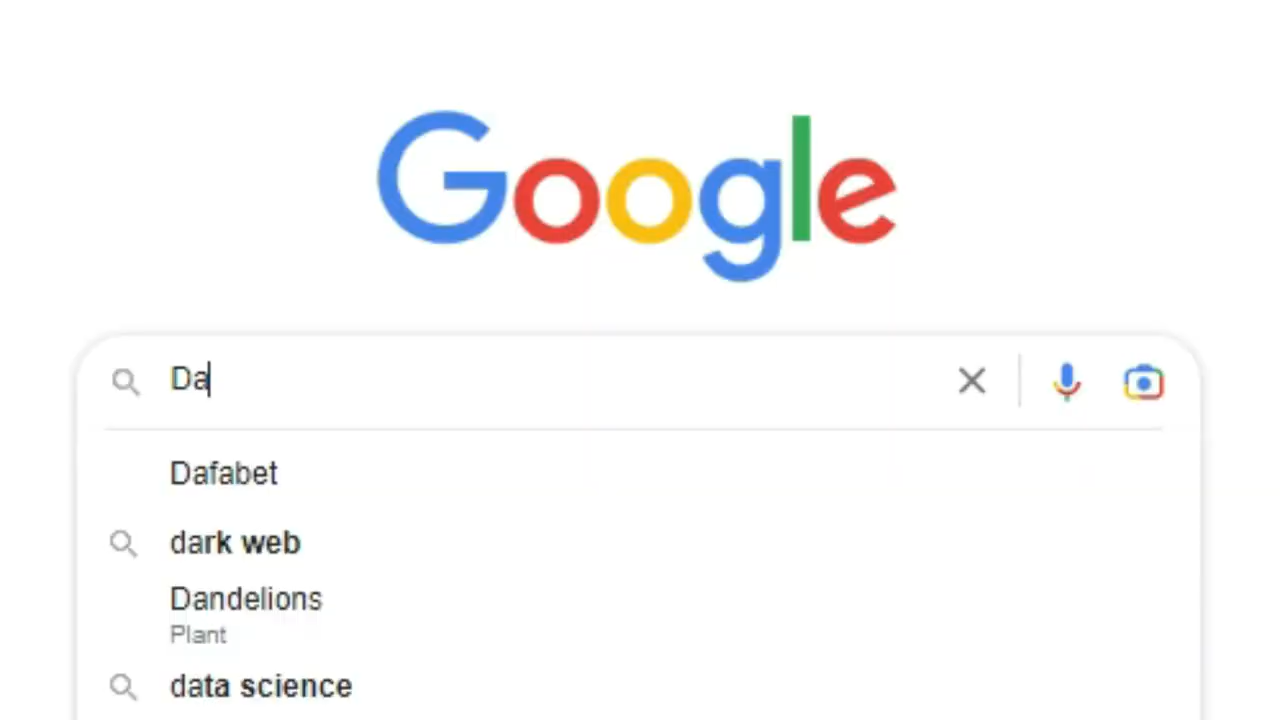 Google
Da
Dafabet
dark web
Dandelions
Plant
data science